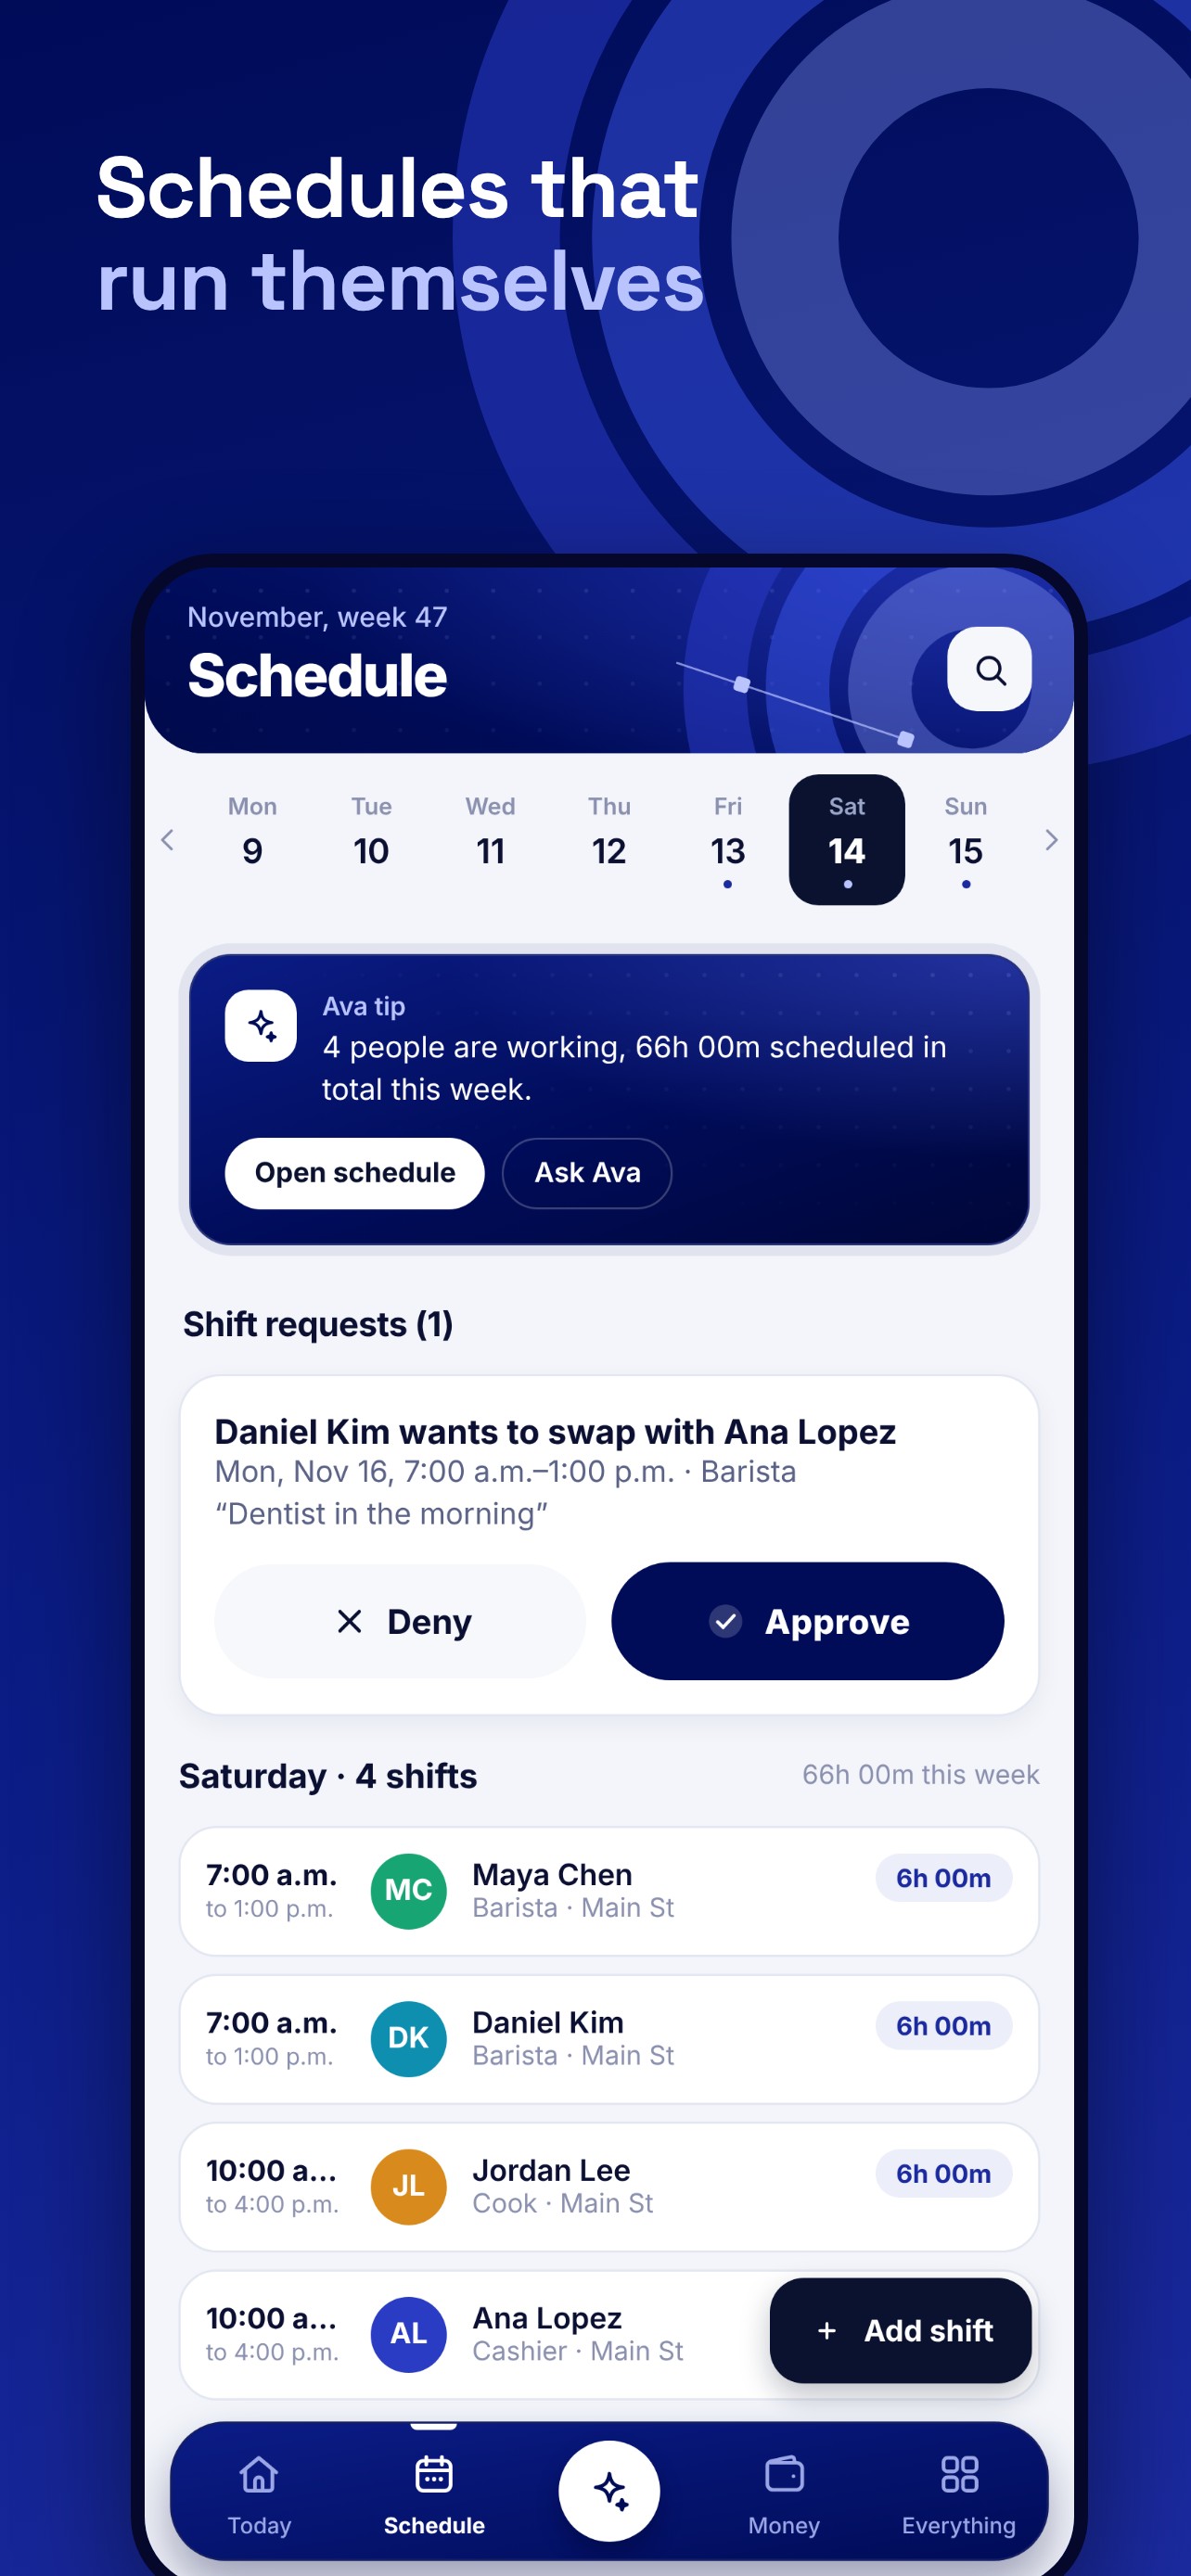 Schedules that
run themselves
November, week 47
Schedule
Mon Tue Wed Thu Fri Sat Sun
9 10 11 12 13 14 15
Ava tip
4 people are working, 66h 00m scheduled in
total this week.
Open schedule Ask Ava
Shift requests (1)
Daniel Kim wants to swap with Ana Lopez
Mon, Nov 16, 7:00 a.m.–1:00 p.m. · Barista
“Dentist in the morning”
Deny Approve
Saturday · 4 shifts 66h 00m this week
7:00 a.m. MC Maya Chen 6h 00m
to 1:00 p.m. Barista · Main St
7:00 a.m. DK Daniel Kim 6h 00m
to 1:00 p.m. Barista · Main St
10:00 a... JL Jordan Lee 6h 00m
to 4:00 p.m. Cook · Main St
10:00 a... AL Ana Lopez
to 4:00 p.m. Cashier · Main St
+ Add shift
Today Schedule Money Everything